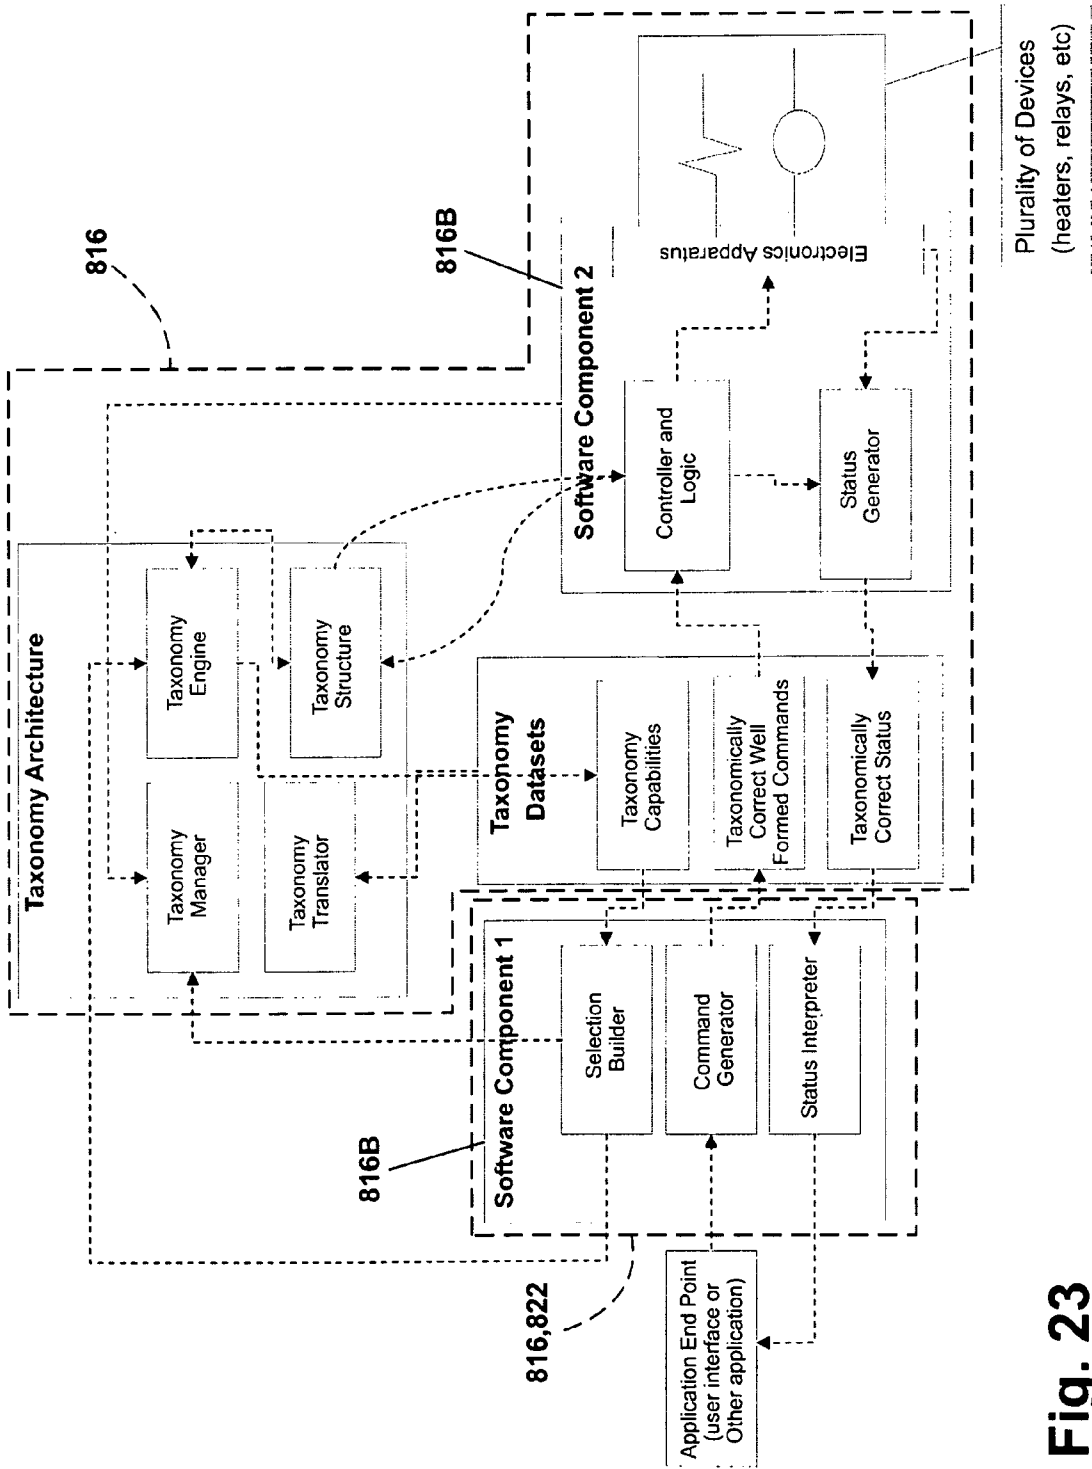 816
Taxonomy Architecture
Taxonomy
Manager
Taxonomy
Engine
Taxonomy
Translator
Taxonomy
Structure
816B
Software Component 1
Selection
Builder
Command
Generator
Status Interpreter
816,822
Application End Point
(user interface or
Other application)
Taxonomy
Datasets
Taxonomy
Capabilities
Taxonomically
Correct Well
Formed Commands
Taxonomically
Correct Status
816B
Software Component 2
Controller and
Logic
Status
Generator
Electronics Apparatus
Plurality of Devices
(heaters, relays, etc)
Fig. 23